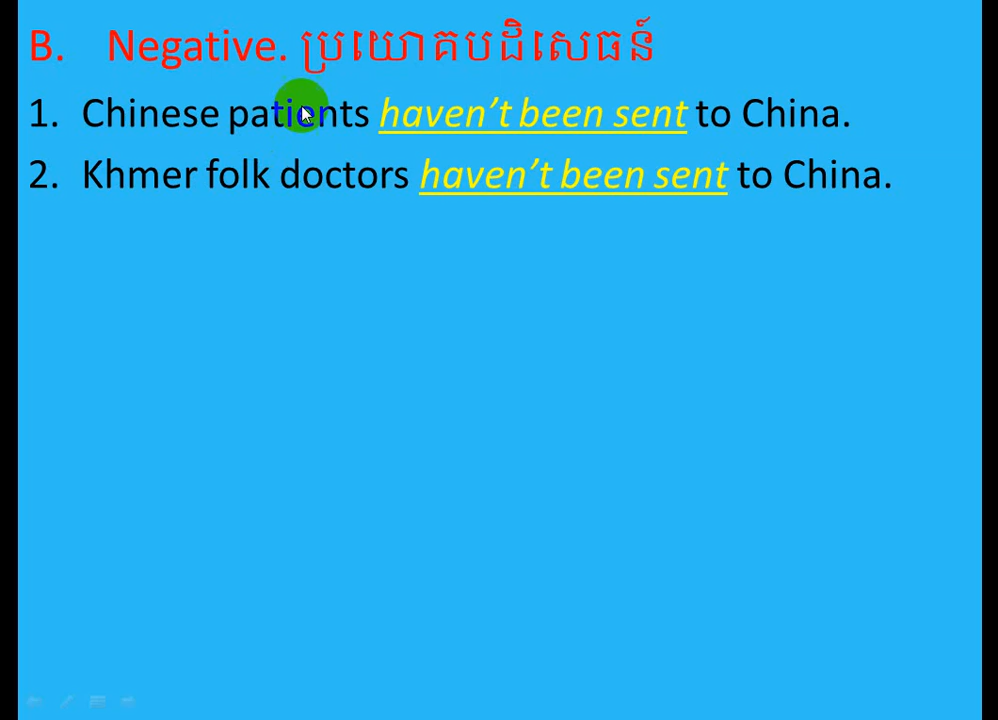 B. Negative. ប្រយោគបដិសេធន៍
1. Chinese patients haven’t been sent to China.
2. Khmer folk doctors haven’t been sent to China.